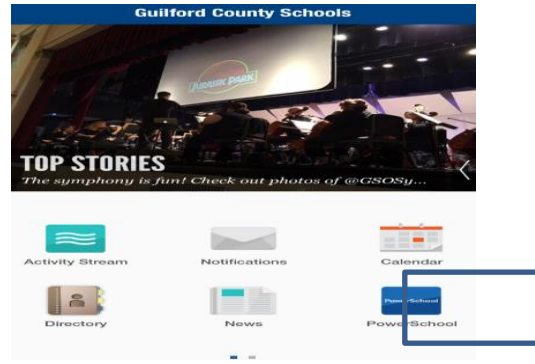 Guilford County Schools
JURASSIC PARK
TOP STORIES
The symphony is fun! Check out photos of @GSOSy...
Activity Stream
Notifications
Calendar
PowerSchool
Directory
News
PowerSchool